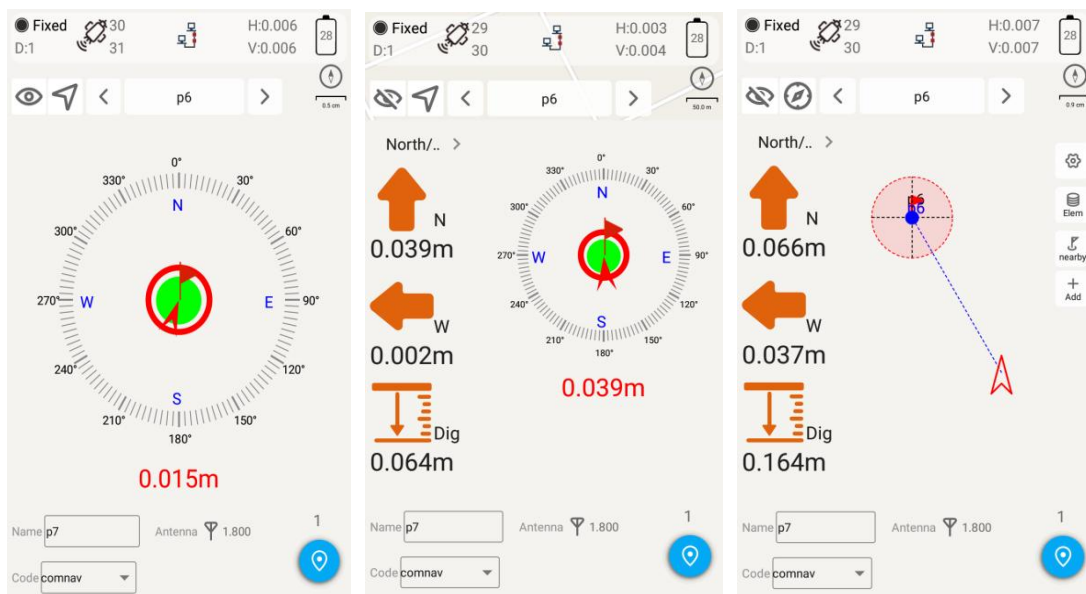 Fixed 30 H:0.006 28
D:1 31 V:0.006
p6
0.5 cm
0°
330° 30°
N
300° 60°
270° W E 90°
240° 120°
S
210° 150°
180°
0.015m
Name p7 Antenna 1.800 1
Code comnav
Fixed 29 H:0.003 28
D:1 30 V:0.004
p6
50.0 m
North/.. >
N
0.039m
W
0.002m
Dig
0.064m
0°
330° 30°
N
300° 60°
270° W E 90°
240° 120°
S
210° 150°
180°
0.039m
Name p7 Antenna 1.800 1
Code comnav
Fixed 29 H:0.007 28
D:1 30 V:0.007
p6
0.9 cm
North/.. >
N
0.066m
W
0.037m
Dig
0.164m
p6
Elem
nearby
Add
Name p7 Antenna 1.800 1
Code comnav